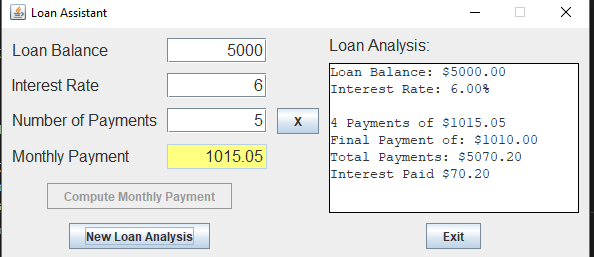 Loan Assistant
Loan Balance 5000
Interest Rate 6
Number of Payments 5 X
Monthly Payment 1015.05
Compute Monthly Payment
New Loan Analysis
Loan Analysis:
Loan Balance: $5000.00
Interest Rate: 6.00%
4 Payments of $1015.05
Final Payment of: $1010.00
Total Payments: $5070.20
Interest Paid $70.20
Exit